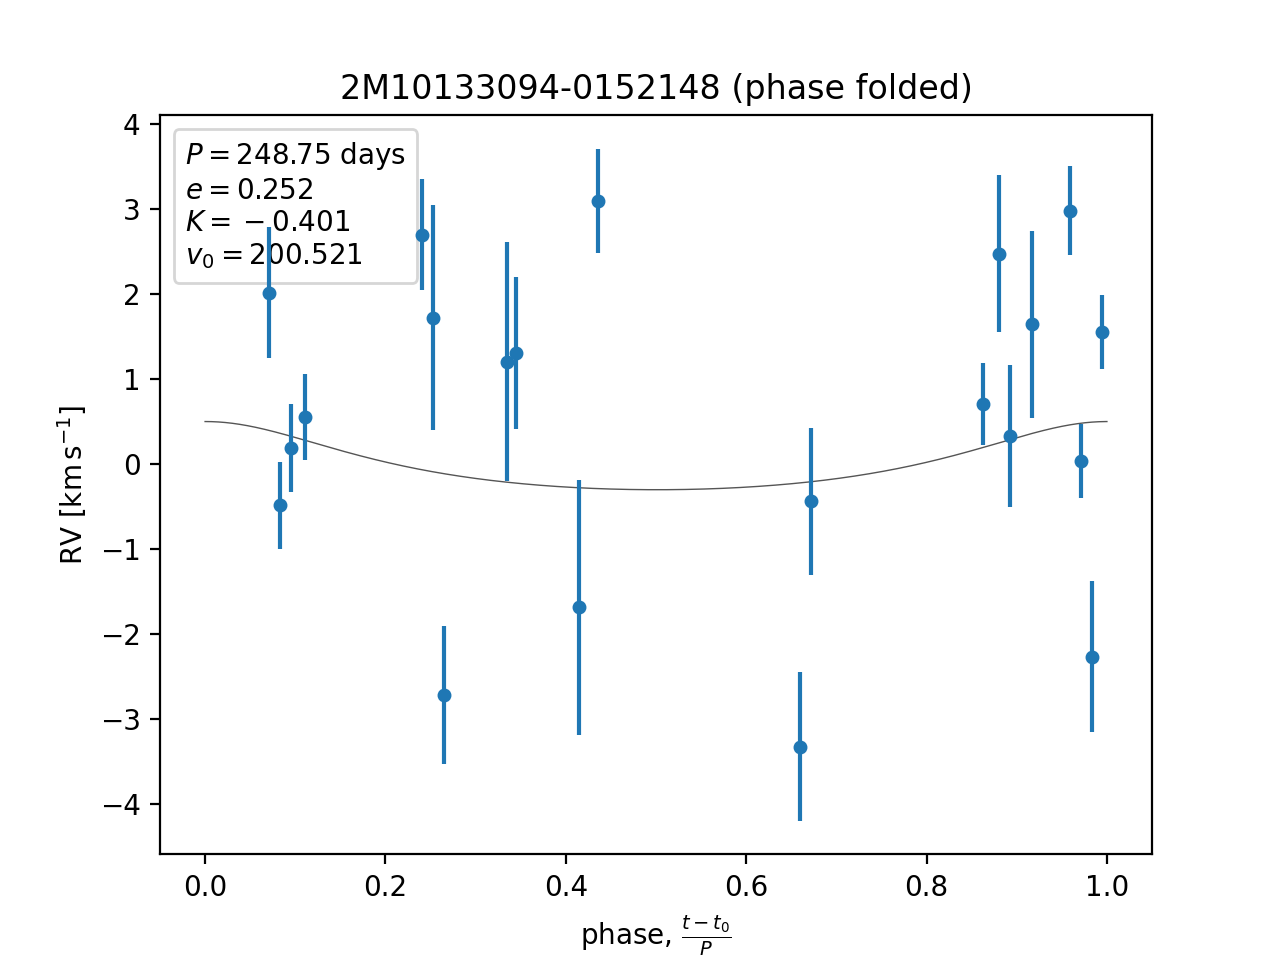 2M10133094-0152148 (phase folded)
P = 248.75 days
e = 0.252
K = −0.401
v₀ = 200.521
4
3
2
1
0
−1
−2
−3
−4
RV [km s⁻¹]
0.0 0.2 0.4 0.6 0.8 1.0
phase, (t − t₀)/P